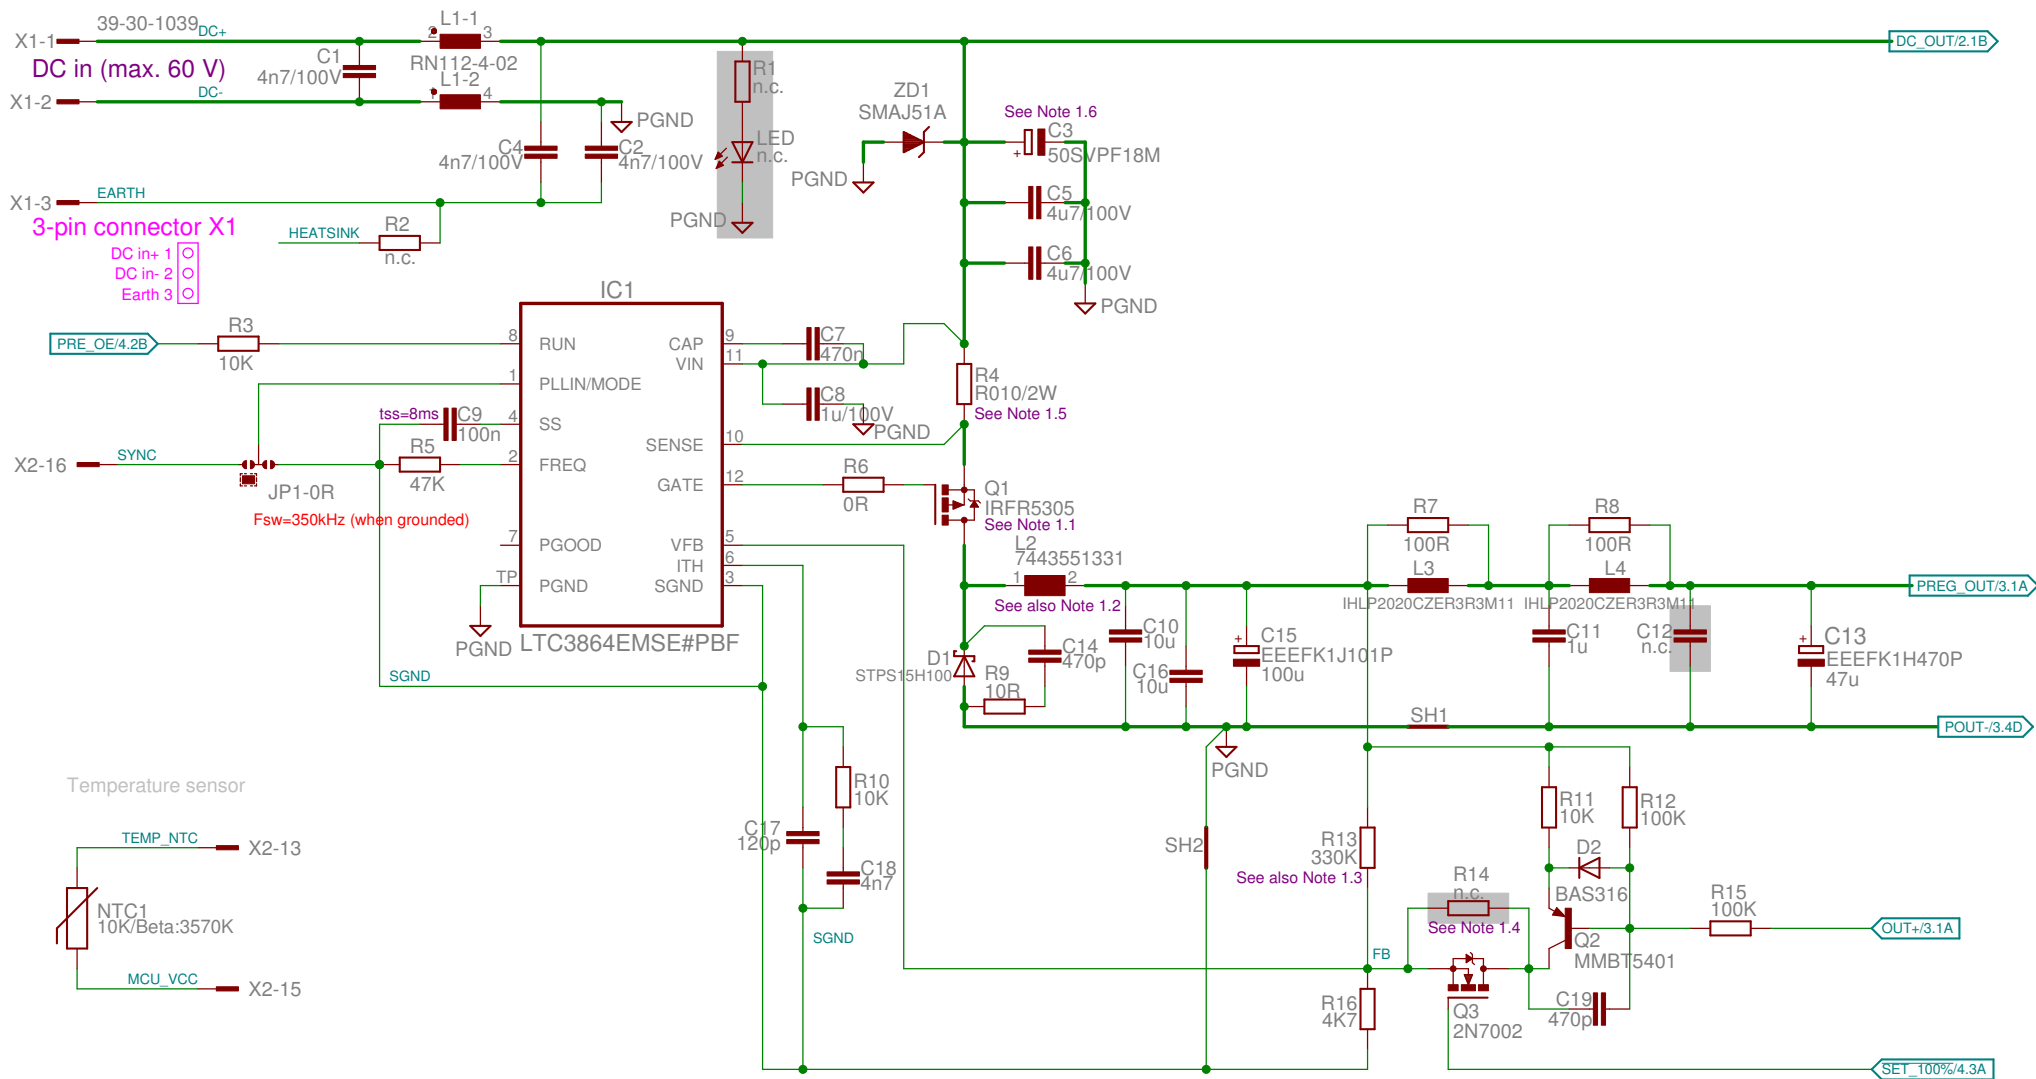 39-30-1039
X1-1
DC+
L1-1
2
3
DC_OUT/2.1B
DC in (max. 60 V)
C1
4n7/100V
RN112-4-02
L1-2
X1-2
DC-
1
4
PGND
R1
n.c.
LED
n.c.
PGND
C4
4n7/100V
C2
4n7/100V
X1-3
EARTH
3-pin connector X1
DC in+ 1
DC in- 2
Earth 3
HEATSINK
R2
n.c.
ZD1
SMAJ51A
PGND
See Note 1.6
C3
+
50SVPF18M
C5
4u7/100V
C6
4u7/100V
PGND
IC1
PRE_OE/4.2B
R3
10K
8
RUN
1
PLLIN/MODE
tss=8ms
C9
100n
4
SS
X2-16
SYNC
R5
47K
2
FREQ
JP1-0R
Fsw=350kHz (when grounded)
7
PGOOD
TP
PGND
PGND
LTC3864EMSE#PBF
CAP
9
VIN
11
SENSE
10
GATE
12
VFB
5
ITH
6
SGND
3
C7
470n
C8
1u/100V
PGND
R4
R010/2W
See Note 1.5
R6
0R
Q1
IRFR5305
See Note 1.1
L2
7443551331
1
2
See also Note 1.2
R7
100R
L3
IHLP2020CZER3R3M11
R8
100R
L4
IHLP2020CZER3R3M11
PREG_OUT/3.1A
D1
STPS15H100
C14
470p
R9
10R
C10
10u
C16
10u
+
C15
EEEFK1J101P
100u
C11
1u
C12
n.c.
+
C13
EEEFK1H470P
47u
SGND
SH1
POUT-/3.4D
PGND
Temperature sensor
TEMP_NTC
X2-13
NTC1
10K/Beta:3570K
MCU_VCC
X2-15
R10
10K
C17
120p
C18
4n7
SGND
SH2
R13
330K
See also Note 1.3
R11
10K
R12
100K
D2
BAS316
R14
n.c.
See Note 1.4
R15
100K
OUT+/3.1A
Q2
MMBT5401
FB
R16
4K7
Q3
2N7002
C19
470p
SET_100%/4.3A